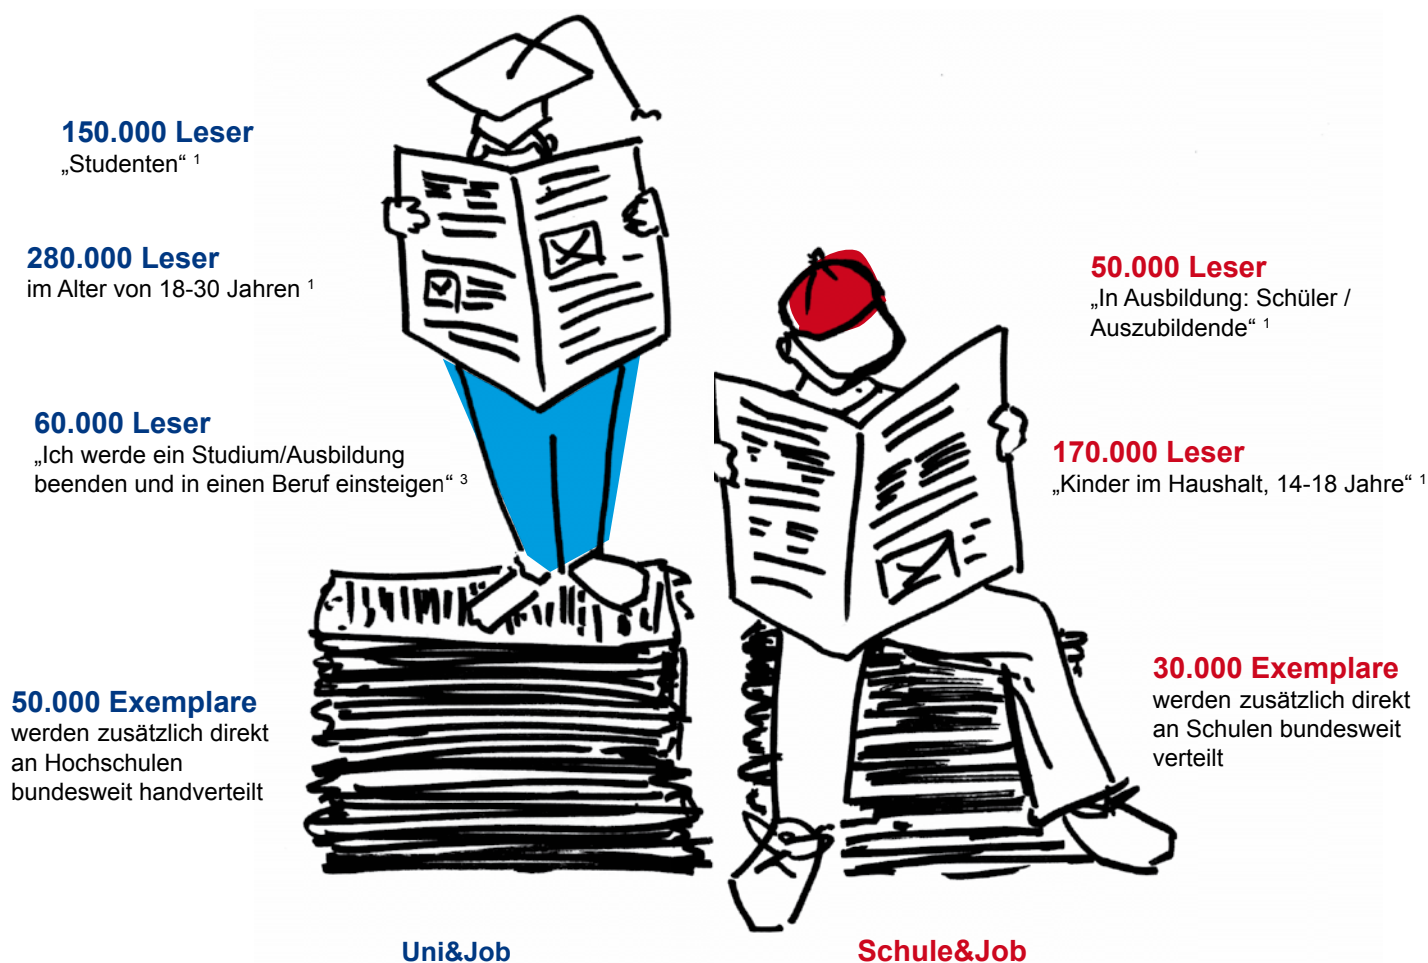 150.000 Leser
„Studenten“ 1
280.000 Leser
im Alter von 18-30 Jahren 1
60.000 Leser
„Ich werde ein Studium/Ausbildung
beenden und in einen Beruf einsteigen“ 3
50.000 Exemplare
werden zusätzlich direkt
an Hochschulen
bundesweit handverteilt
Uni&Job
50.000 Leser
„In Ausbildung: Schüler /
Auszubildende“ 1
170.000 Leser
„Kinder im Haushalt, 14-18 Jahre“ 1
30.000 Exemplare
werden zusätzlich direkt
an Schulen bundesweit
verteilt
Schule&Job